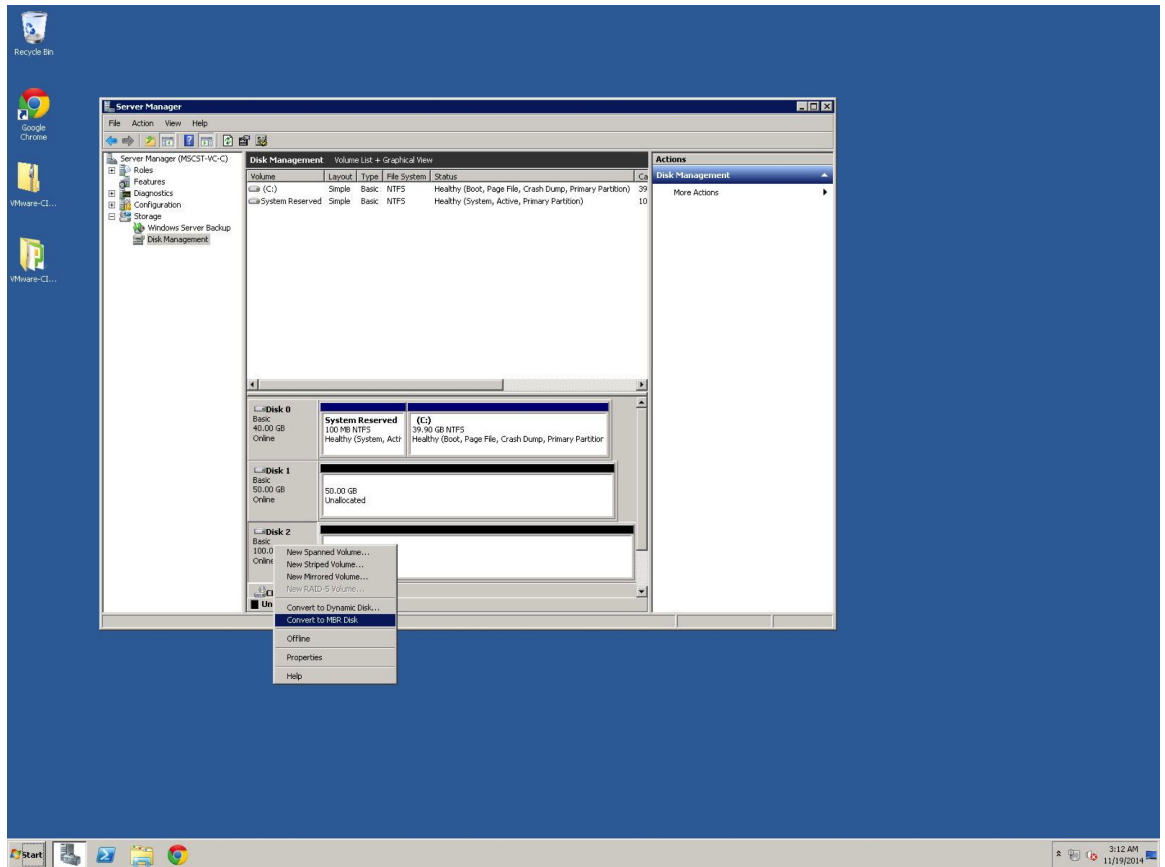 Recycle Bin
Google
Chrome
VMware-CI...
VMware-CI...
Server Manager
File Action View Help
Server Manager (MSCST-VC-C)
Roles
Features
Diagnostics
Configuration
Storage
Windows Server Backup
Disk Management
Disk Management Volume List + Graphical View
Volume Layout Type File System Status Ca
(C:) Simple Basic NTFS Healthy (Boot, Page File, Crash Dump, Primary Partition) 39
System Reserved Simple Basic NTFS Healthy (System, Active, Primary Partition) 10
Disk 0
Basic
40.00 GB
Online
System Reserved
100 MB NTFS
Healthy (System, Acti
(C:)
39.90 GB NTFS
Healthy (Boot, Page File, Crash Dump, Primary Partitior
Disk 1
Basic
50.00 GB
Online
50.00 GB
Unallocated
Disk 2
Basic
100.0
Online
Un
New Spanned Volume...
New Striped Volume...
New Mirrored Volume...
New RAID-5 Volume...
Convert to Dynamic Disk...
Convert to MBR Disk
Offline
Properties
Help
Actions
Disk Management
More Actions
Start
3:12 AM
11/19/2014